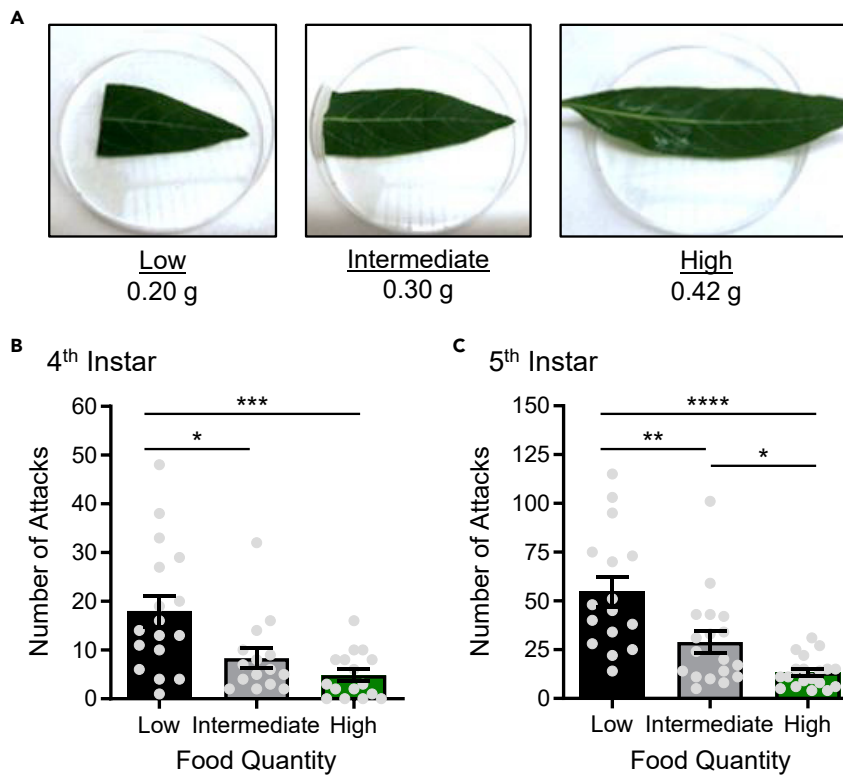 A
Low
0.20 g
Intermediate
0.30 g
High
0.42 g
B 4th Instar
***
*
60
50
40
30
20
10
0
Number of Attacks
Low Intermediate High
Food Quantity
C 5th Instar
****
**
*
150
125
100
75
50
25
0
Number of Attacks
Low Intermediate High
Food Quantity